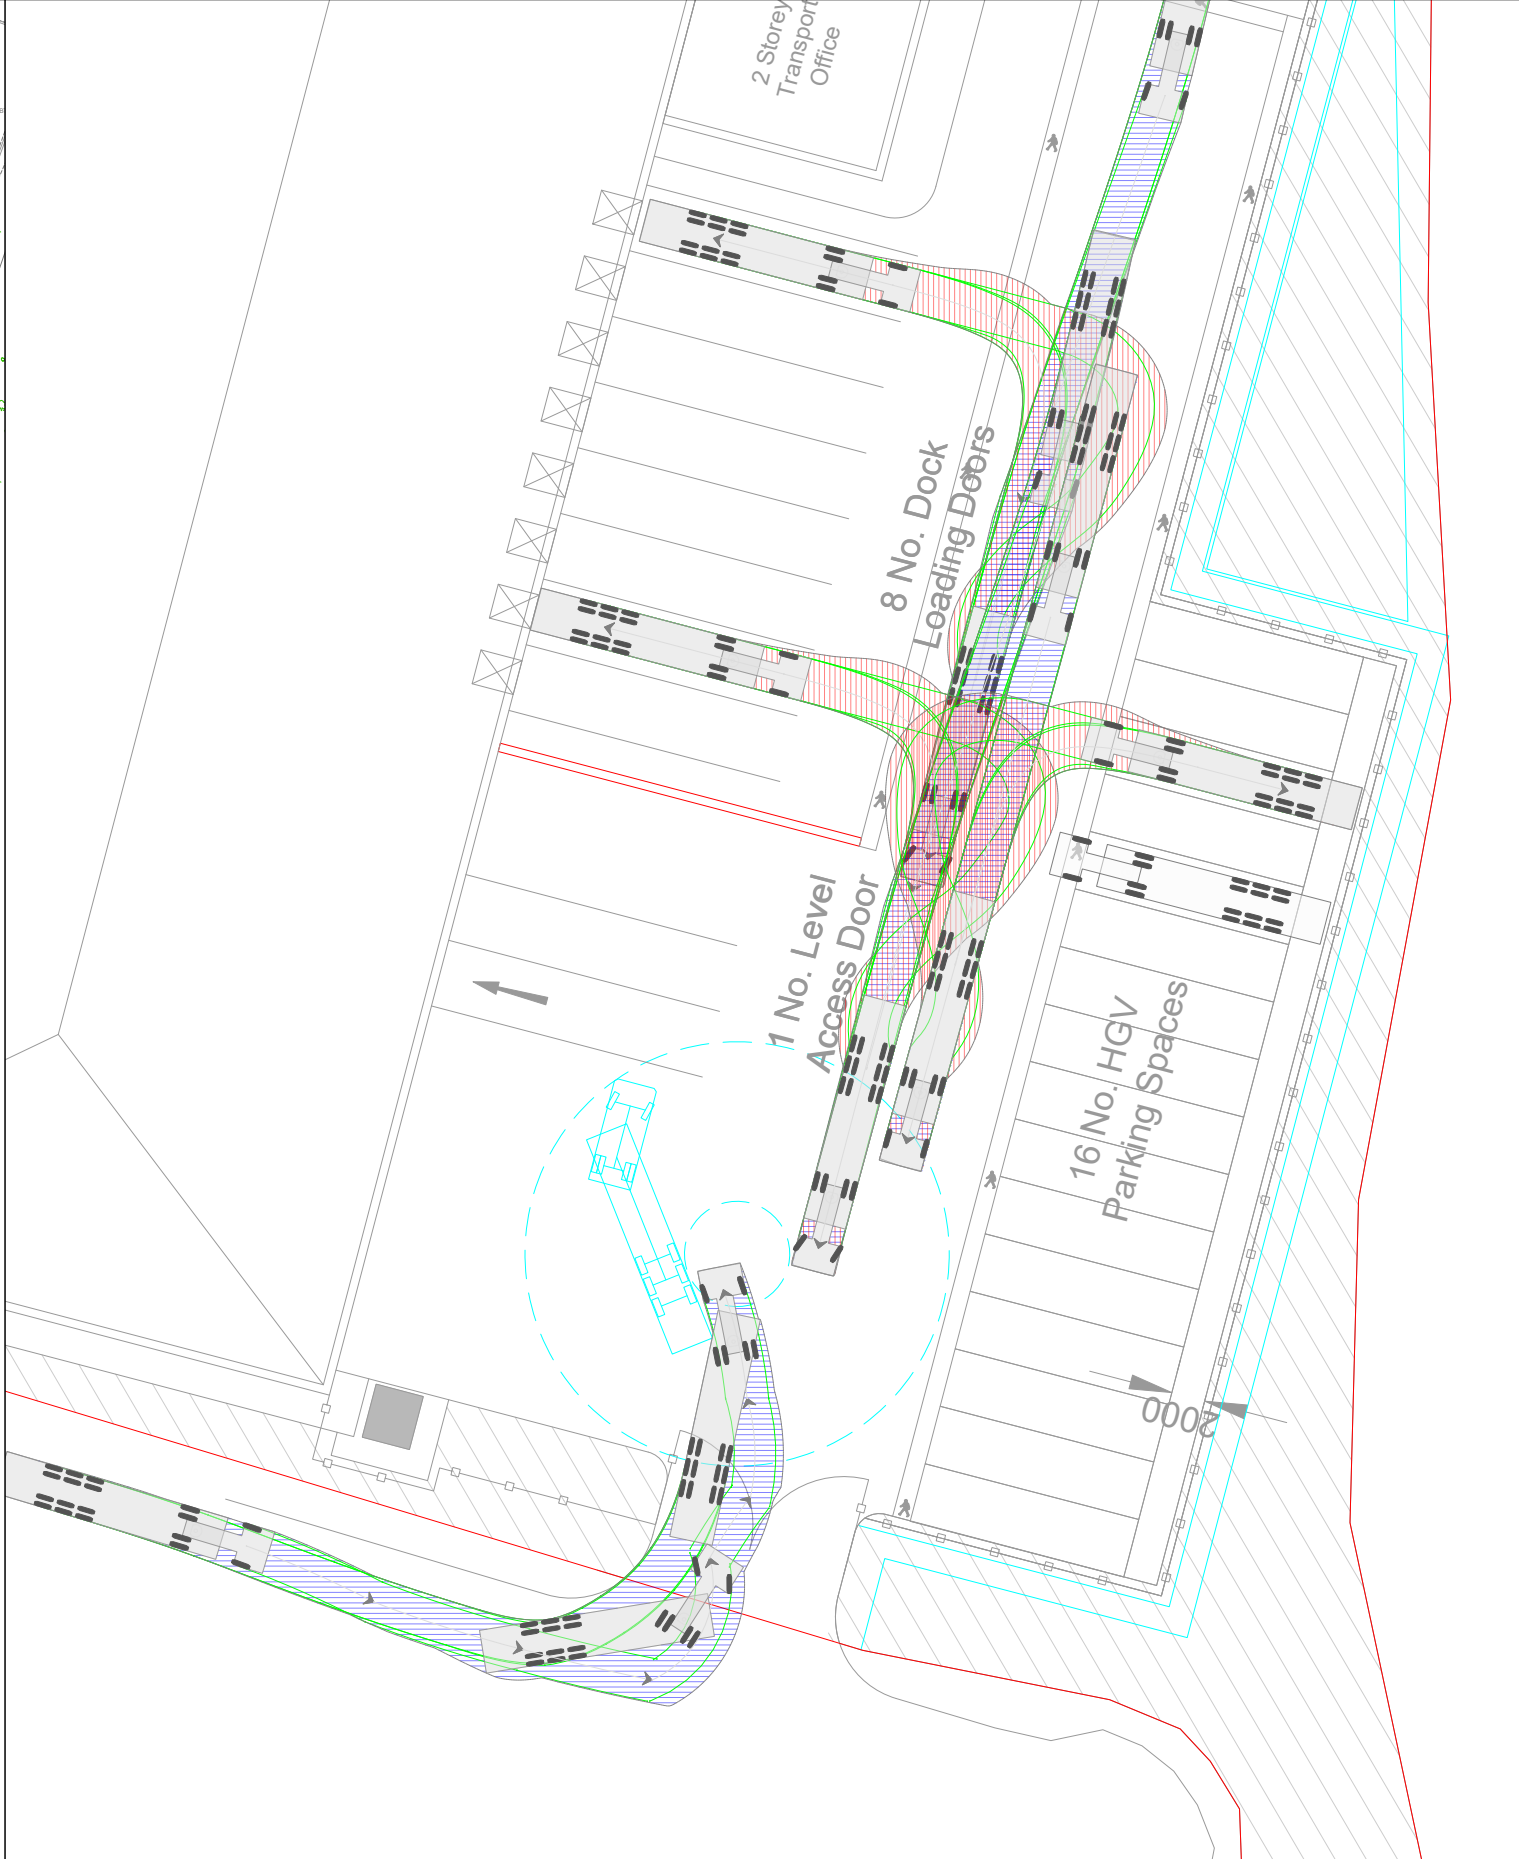 2 Storey
Transport
Office
8 No. Dock
Loading Doors
1 No. Level
Access Door
16 No. HGV
Parking Spaces
2000